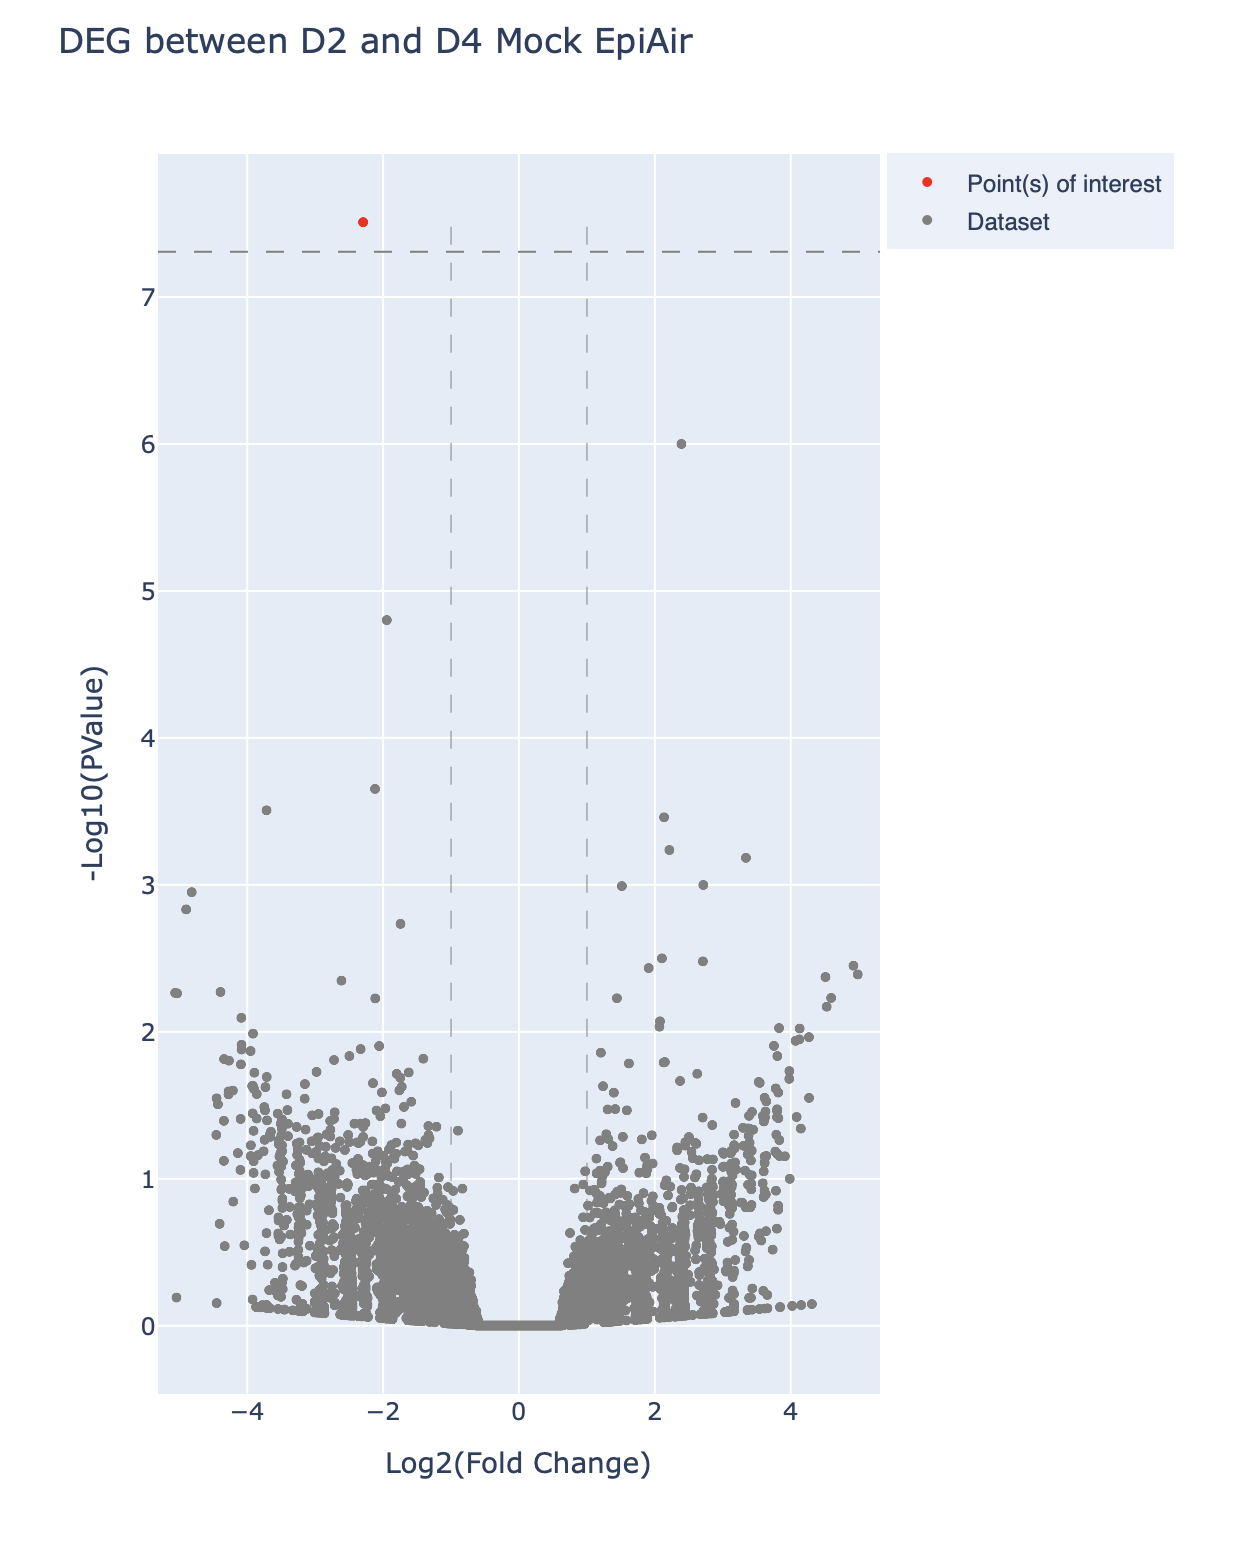 DEG between D2 and D4 Mock EpiAir
Point(s) of interest
Dataset
7
6
5
4
3
2
1
0
-Log10(PValue)
−4 −2 0 2 4
Log2(Fold Change)